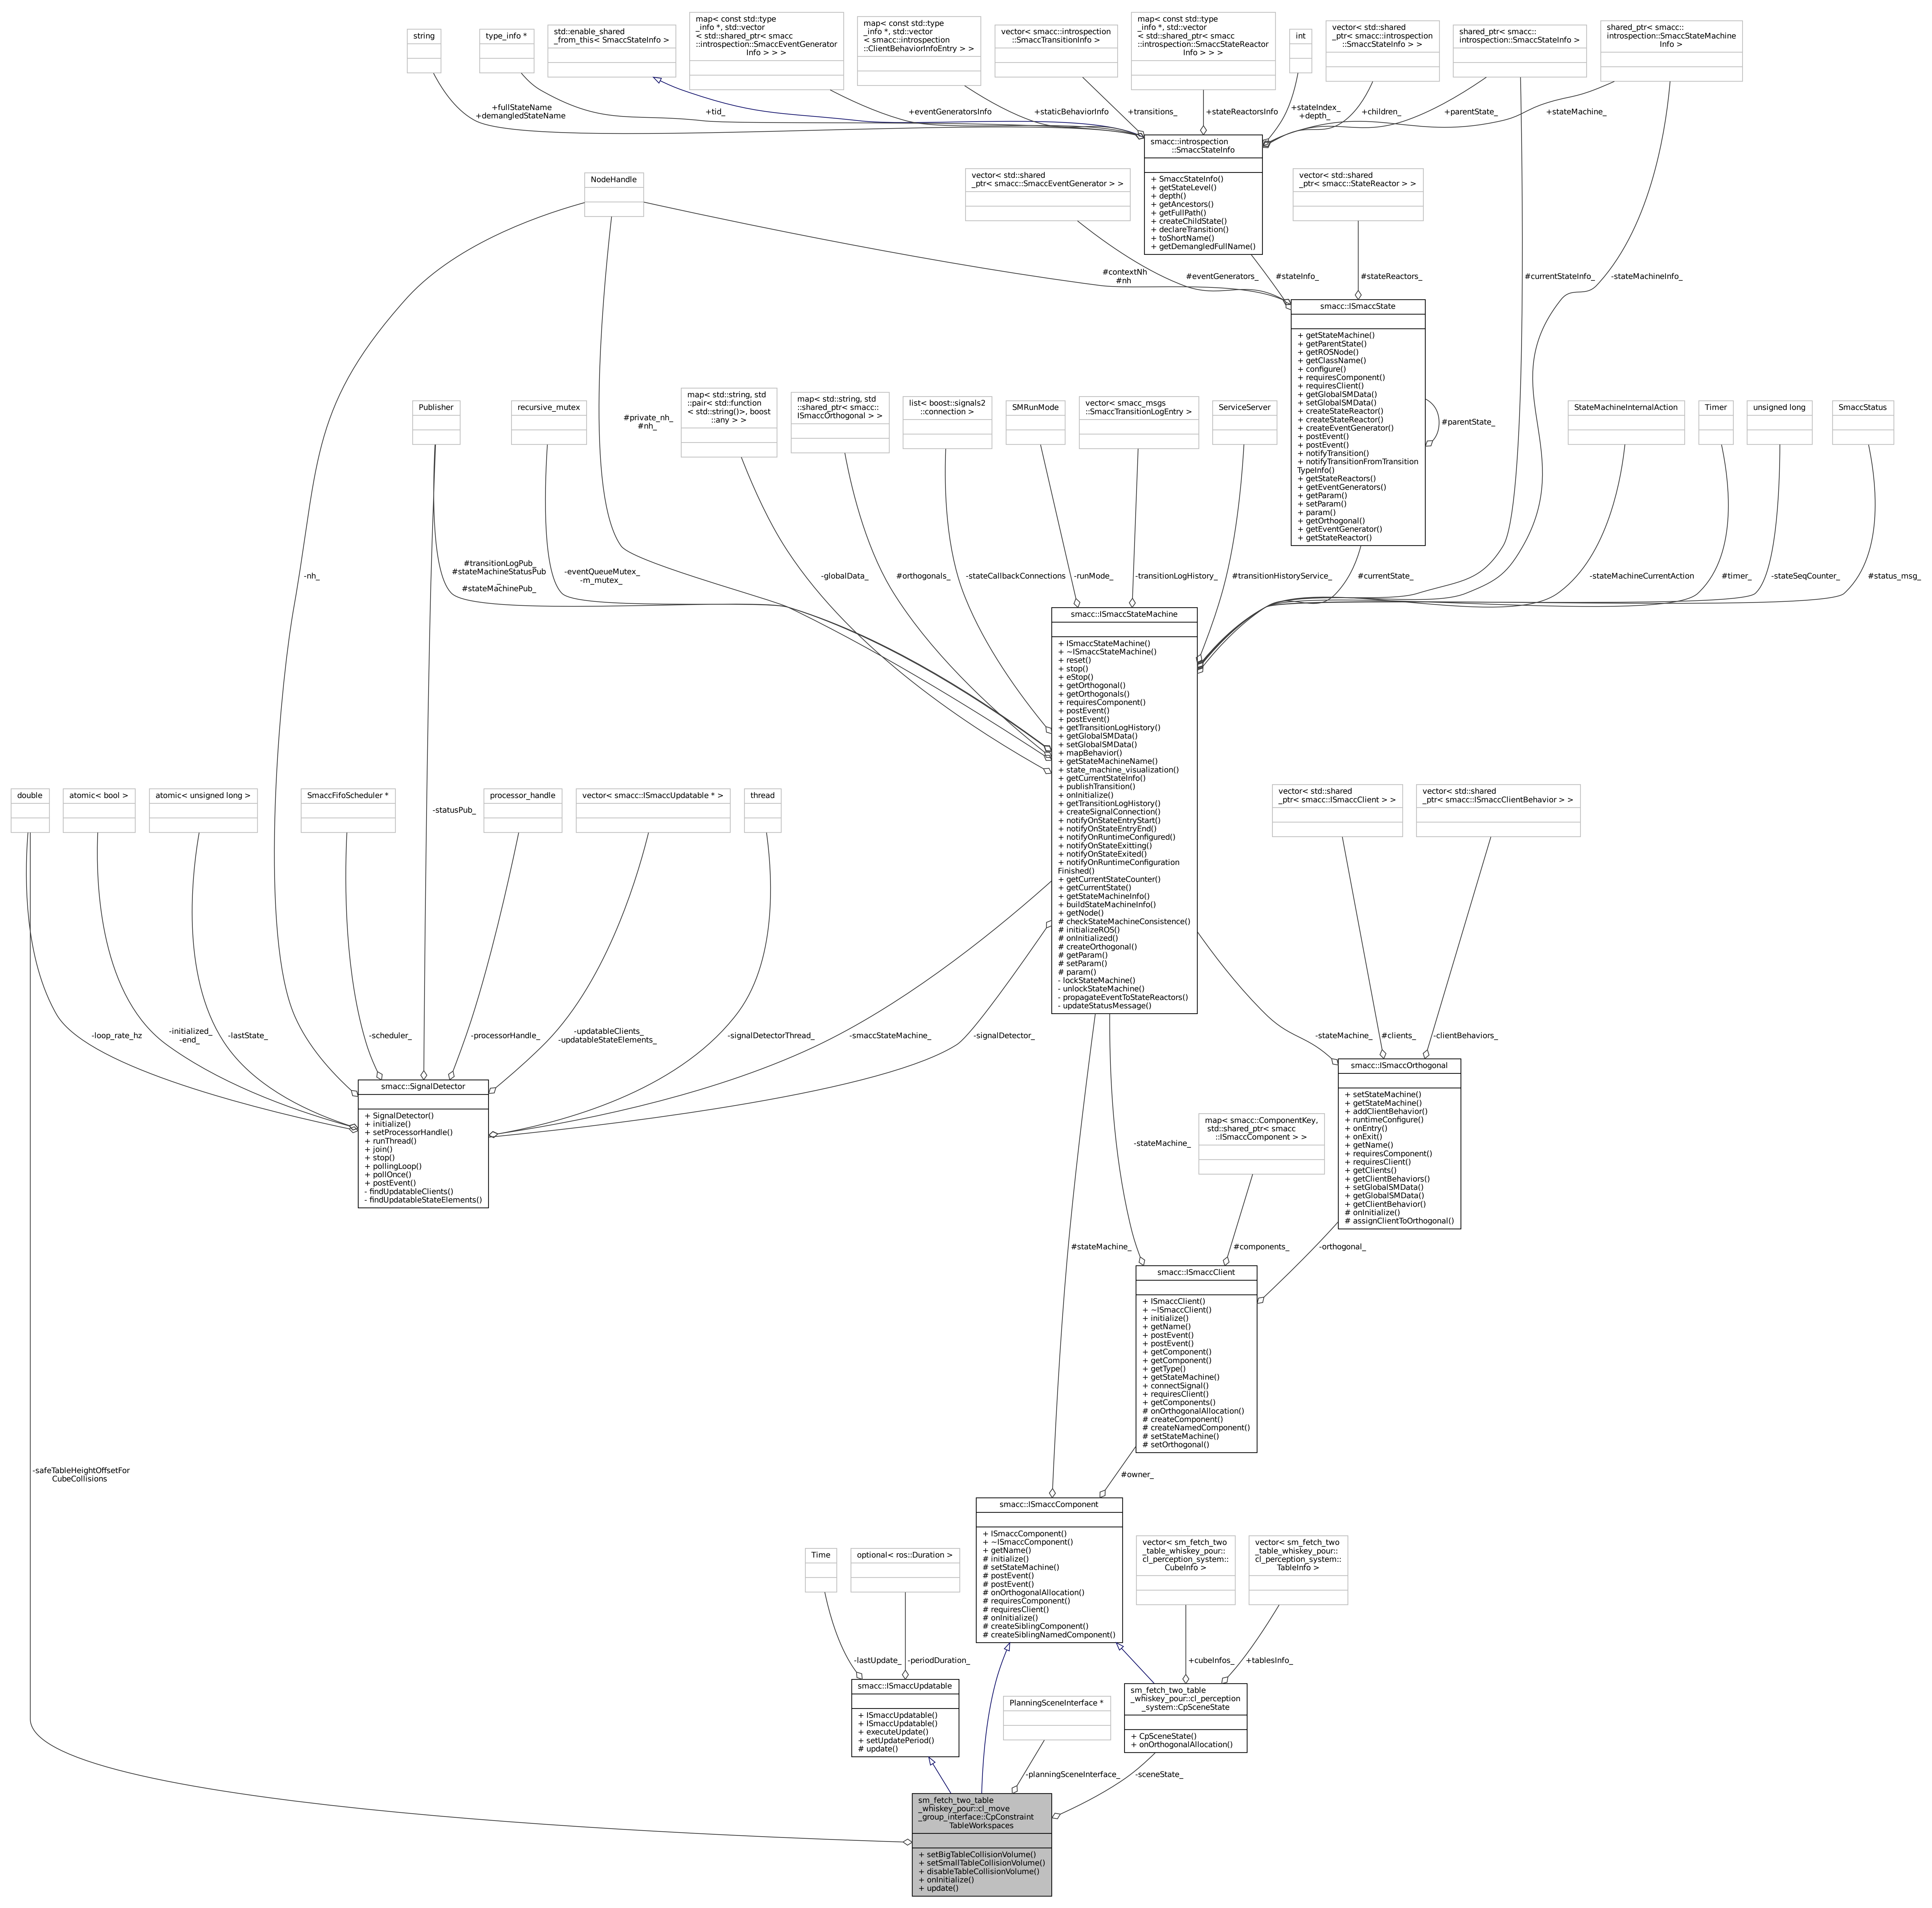 string
type_info *
std::enable_shared
_from_this< SmaccStateInfo >
map< const std::type
_info *, std::vector
< std::shared_ptr< smacc
::introspection::SmaccEventGenerator
Info > > >
map< const std::type
_info *, std::vector
< smacc::introspection
::ClientBehaviorInfoEntry > >
vector< smacc::introspection
::SmaccTransitionInfo >
map< const std::type
_info *, std::vector
< std::shared_ptr< smacc
::introspection::SmaccStateReactor
Info > > >
int
vector< std::shared
_ptr< smacc::introspection
::SmaccStateInfo > >
shared_ptr< smacc::
introspection::SmaccStateInfo >
shared_ptr< smacc::
introspection::SmaccStateMachine
Info >
+fullStateName
+demangledStateName
+tid_
+eventGeneratorsInfo
+staticBehaviorInfo
+transitions_
+stateReactorsInfo
+stateIndex_
+depth_
+children_
+parentState_
+stateMachine_
smacc::introspection
::SmaccStateInfo
+ SmaccStateInfo()
+ getStateLevel()
+ depth()
+ getAncestors()
+ getFullPath()
+ createChildState()
+ declareTransition()
+ toShortName()
+ getDemangledFullName()
NodeHandle
vector< std::shared
_ptr< smacc::SmaccEventGenerator > >
vector< std::shared
_ptr< smacc::StateReactor > >
#contextNh
#nh
#eventGenerators_
#stateInfo_
#stateReactors_
#currentStateInfo_
-stateMachineInfo_
smacc::ISmaccState
+ getStateMachine()
+ getParentState()
+ getROSNode()
+ getClassName()
+ configure()
+ requiresComponent()
+ requiresClient()
+ getGlobalSMData()
+ setGlobalSMData()
+ createStateReactor()
+ createStateReactor()
+ createEventGenerator()
+ postEvent()
+ postEvent()
+ notifyTransition()
+ notifyTransitionFromTransition
TypeInfo()
+ getStateReactors()
+ getEventGenerators()
+ getParam()
+ setParam()
+ param()
+ getOrthogonal()
+ getEventGenerator()
+ getStateReactor()
#parentState_
Publisher
recursive_mutex
#private_nh_
#nh_
map< std::string, std
::pair< std::function
< std::string()>, boost
::any > >
map< std::string, std
::shared_ptr< smacc::
ISmaccOrthogonal > >
list< boost::signals2
::connection >
SMRunMode
vector< smacc_msgs
::SmaccTransitionLogEntry >
ServiceServer
StateMachineInternalAction
Timer
unsigned long
SmaccStatus
-nh_
#transitionLogPub_
#stateMachineStatusPub
_
#stateMachinePub_
-eventQueueMutex_
-m_mutex_
-globalData_
#orthogonals_
-stateCallbackConnections
-runMode_
-transitionLogHistory_
#transitionHistoryService_
#currentState_
-stateMachineCurrentAction
#timer_
-stateSeqCounter_
#status_msg_
smacc::ISmaccStateMachine
+ ISmaccStateMachine()
+ ~ISmaccStateMachine()
+ reset()
+ stop()
+ eStop()
+ getOrthogonal()
+ getOrthogonals()
+ requiresComponent()
+ postEvent()
+ postEvent()
+ getTransitionLogHistory()
+ getGlobalSMData()
+ setGlobalSMData()
+ mapBehavior()
+ getStateMachineName()
+ state_machine_visualization()
+ getCurrentStateInfo()
+ publishTransition()
+ onInitialize()
+ getTransitionLogHistory()
+ createSignalConnection()
+ notifyOnStateEntryStart()
+ notifyOnStateEntryEnd()
+ notifyOnRuntimeConfigured()
+ notifyOnStateExitting()
+ notifyOnStateExited()
+ notifyOnRuntimeConfiguration
Finished()
+ getCurrentStateCounter()
+ getCurrentState()
+ getStateMachineInfo()
+ buildStateMachineInfo()
+ getNode()
# checkStateMachineConsistence()
# initializeROS()
# onInitialized()
# createOrthogonal()
# getParam()
# setParam()
# param()
- lockStateMachine()
- unlockStateMachine()
- propagateEventToStateReactors()
- updateStatusMessage()
double
atomic< bool >
atomic< unsigned long >
SmaccFifoScheduler *
-statusPub_
processor_handle
vector< smacc::ISmaccUpdatable * >
thread
vector< std::shared
_ptr< smacc::ISmaccClient > >
vector< std::shared
_ptr< smacc::ISmaccClientBehavior > >
-loop_rate_hz
-initialized_
-end_
-lastState_
-scheduler_
-processorHandle_
-updatableClients_
-updatableStateElements_
-signalDetectorThread_
-smaccStateMachine_
-signalDetector_
-stateMachine_
#clients_
-clientBehaviors_
smacc::SignalDetector
+ SignalDetector()
+ initialize()
+ setProcessorHandle()
+ runThread()
+ join()
+ stop()
+ pollingLoop()
+ pollOnce()
+ postEvent()
- findUpdatableClients()
- findUpdatableStateElements()
smacc::ISmaccOrthogonal
+ setStateMachine()
+ getStateMachine()
+ addClientBehavior()
+ runtimeConfigure()
+ onEntry()
+ onExit()
+ getName()
+ requiresComponent()
+ requiresClient()
+ getClients()
+ getClientBehaviors()
+ setGlobalSMData()
+ getGlobalSMData()
+ getClientBehavior()
# onInitialize()
# assignClientToOrthogonal()
map< smacc::ComponentKey,
std::shared_ptr< smacc
::ISmaccComponent > >
-stateMachine_
#stateMachine_
#components_
-orthogonal_
smacc::ISmaccClient
+ ISmaccClient()
+ ~ISmaccClient()
+ initialize()
+ getName()
+ postEvent()
+ postEvent()
+ getComponent()
+ getComponent()
+ getType()
+ getStateMachine()
+ connectSignal()
+ requiresClient()
+ getComponents()
# onOrthogonalAllocation()
# createComponent()
# createNamedComponent()
# setStateMachine()
# setOrthogonal()
-safeTableHeightOffsetFor
CubeCollisions
#owner_
smacc::ISmaccComponent
+ ISmaccComponent()
+ ~ISmaccComponent()
+ getName()
# initialize()
# setStateMachine()
# postEvent()
# postEvent()
# onOrthogonalAllocation()
# requiresComponent()
# requiresClient()
# onInitialize()
# createSiblingComponent()
# createSiblingNamedComponent()
Time
optional< ros::Duration >
vector< sm_fetch_two
_table_whiskey_pour::
cl_perception_system::
CubeInfo >
vector< sm_fetch_two
_table_whiskey_pour::
cl_perception_system::
TableInfo >
-lastUpdate_
-periodDuration_
+cubeInfos_
+tablesInfo_
smacc::ISmaccUpdatable
+ ISmaccUpdatable()
+ ISmaccUpdatable()
+ executeUpdate()
+ setUpdatePeriod()
# update()
PlanningSceneInterface *
sm_fetch_two_table
_whiskey_pour::cl_perception
_system::CpSceneState
+ CpSceneState()
+ onOrthogonalAllocation()
-planningSceneInterface_
-sceneState_
sm_fetch_two_table
_whiskey_pour::cl_move
_group_interface::CpConstraint
TableWorkspaces
+ setBigTableCollisionVolume()
+ setSmallTableCollisionVolume()
+ disableTableCollisionVolume()
+ onInitialize()
+ update()